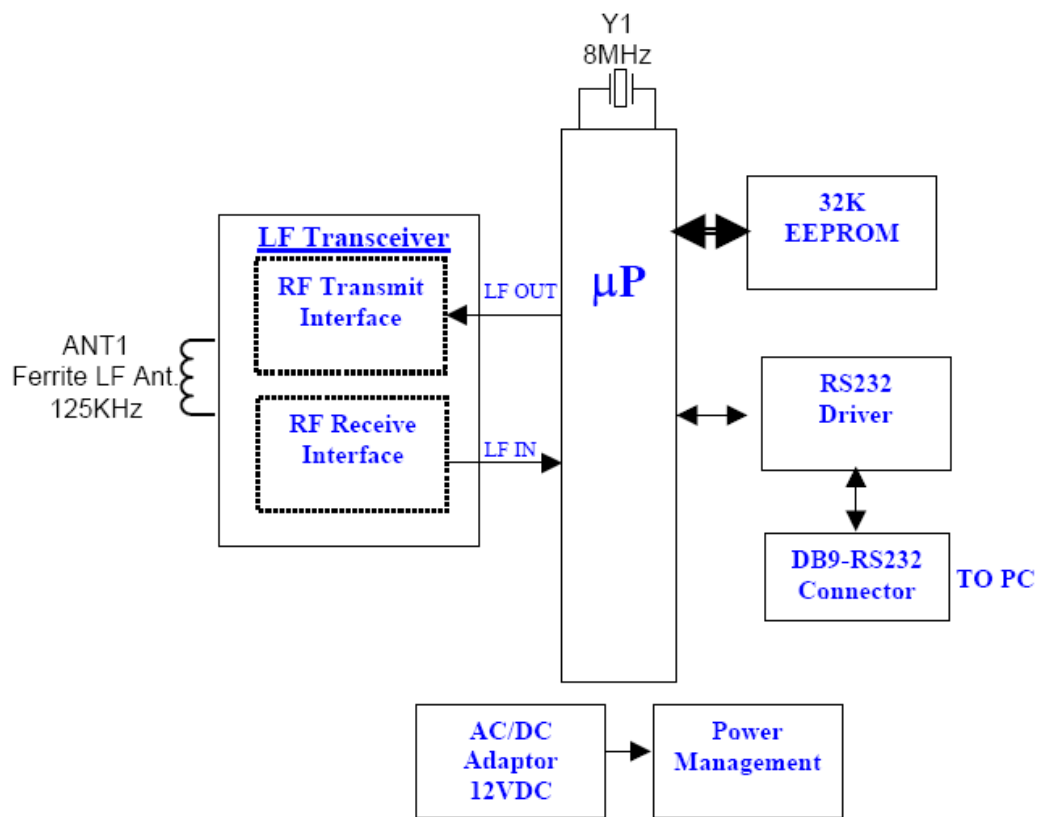 Y1
8MHz
32K
EEPROM
LF Transceiver
RF Transmit
Interface
LF OUT
μP
ANT1
Ferrite LF Ant.
125KHz
RF Receive
Interface
LF IN
RS232
Driver
DB9-RS232
Connector
TO PC
AC/DC
Adaptor
12VDC
Power
Management